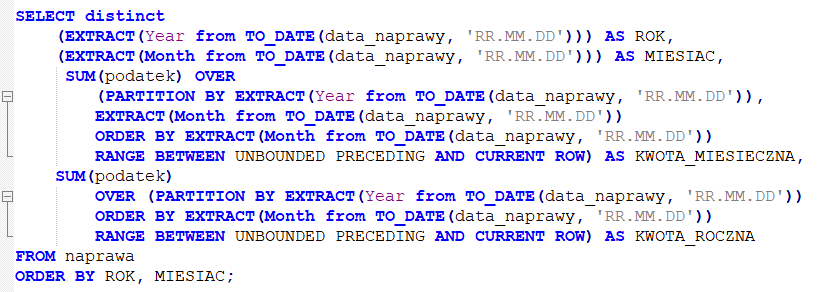 SELECT distinct
(EXTRACT(Year from TO_DATE(data_naprawy, 'RR.MM.DD'))) AS ROK,
(EXTRACT(Month from TO_DATE(data_naprawy, 'RR.MM.DD'))) AS MIESIAC,
SUM(podatek) OVER
(PARTITION BY EXTRACT(Year from TO_DATE(data_naprawy, 'RR.MM.DD')),
EXTRACT(Month from TO_DATE(data_naprawy, 'RR.MM.DD'))
ORDER BY EXTRACT(Month from TO_DATE(data_naprawy, 'RR.MM.DD'))
RANGE BETWEEN UNBOUNDED PRECEDING AND CURRENT ROW) AS KWOTA_MIESIECZNA,
SUM(podatek)
OVER (PARTITION BY EXTRACT(Year from TO_DATE(data_naprawy, 'RR.MM.DD'))
ORDER BY EXTRACT(Month from TO_DATE(data_naprawy, 'RR.MM.DD'))
RANGE BETWEEN UNBOUNDED PRECEDING AND CURRENT ROW) AS KWOTA_ROCZNA
FROM naprawa
ORDER BY ROK, MIESIAC;